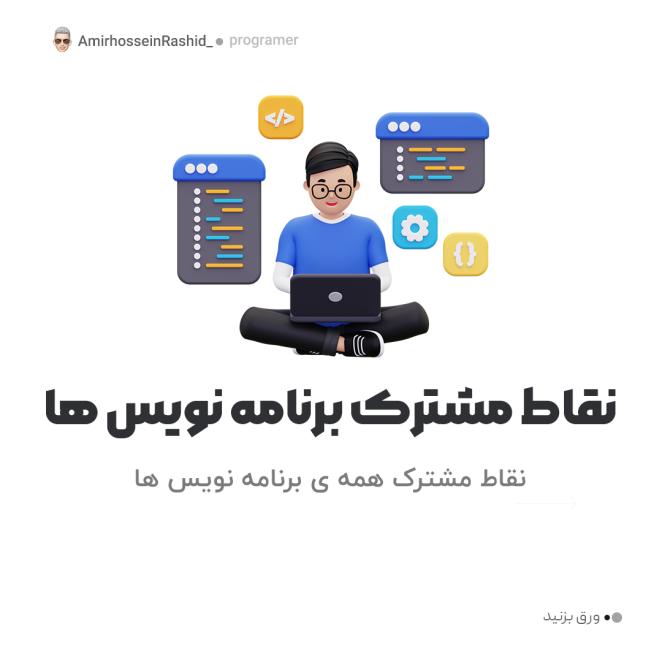 AmirhosseinRashid_ ● programer
</>
{}
نقاط مشترک برنامه نویس ها
نقاط مشترک همه ی برنامه نویس ها
ورق بزنید